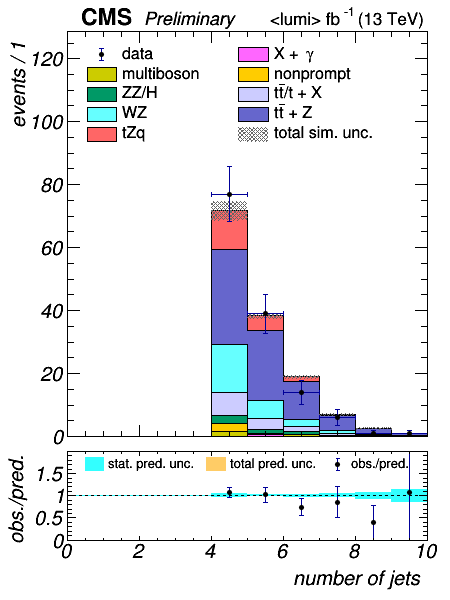 CMS Preliminary <lumi> fb⁻¹ (13 TeV)
events / 1
120
100
80
60
40
20
0
data
multiboson
ZZ/H
WZ
tZq
X + γ
nonprompt
tt̄/t + X
tt̄ + Z
total sim. unc.
obs./pred.
1.5
1
0.5
0
stat. pred. unc. total pred. unc. obs./pred.
0 2 4 6 8 10
number of jets